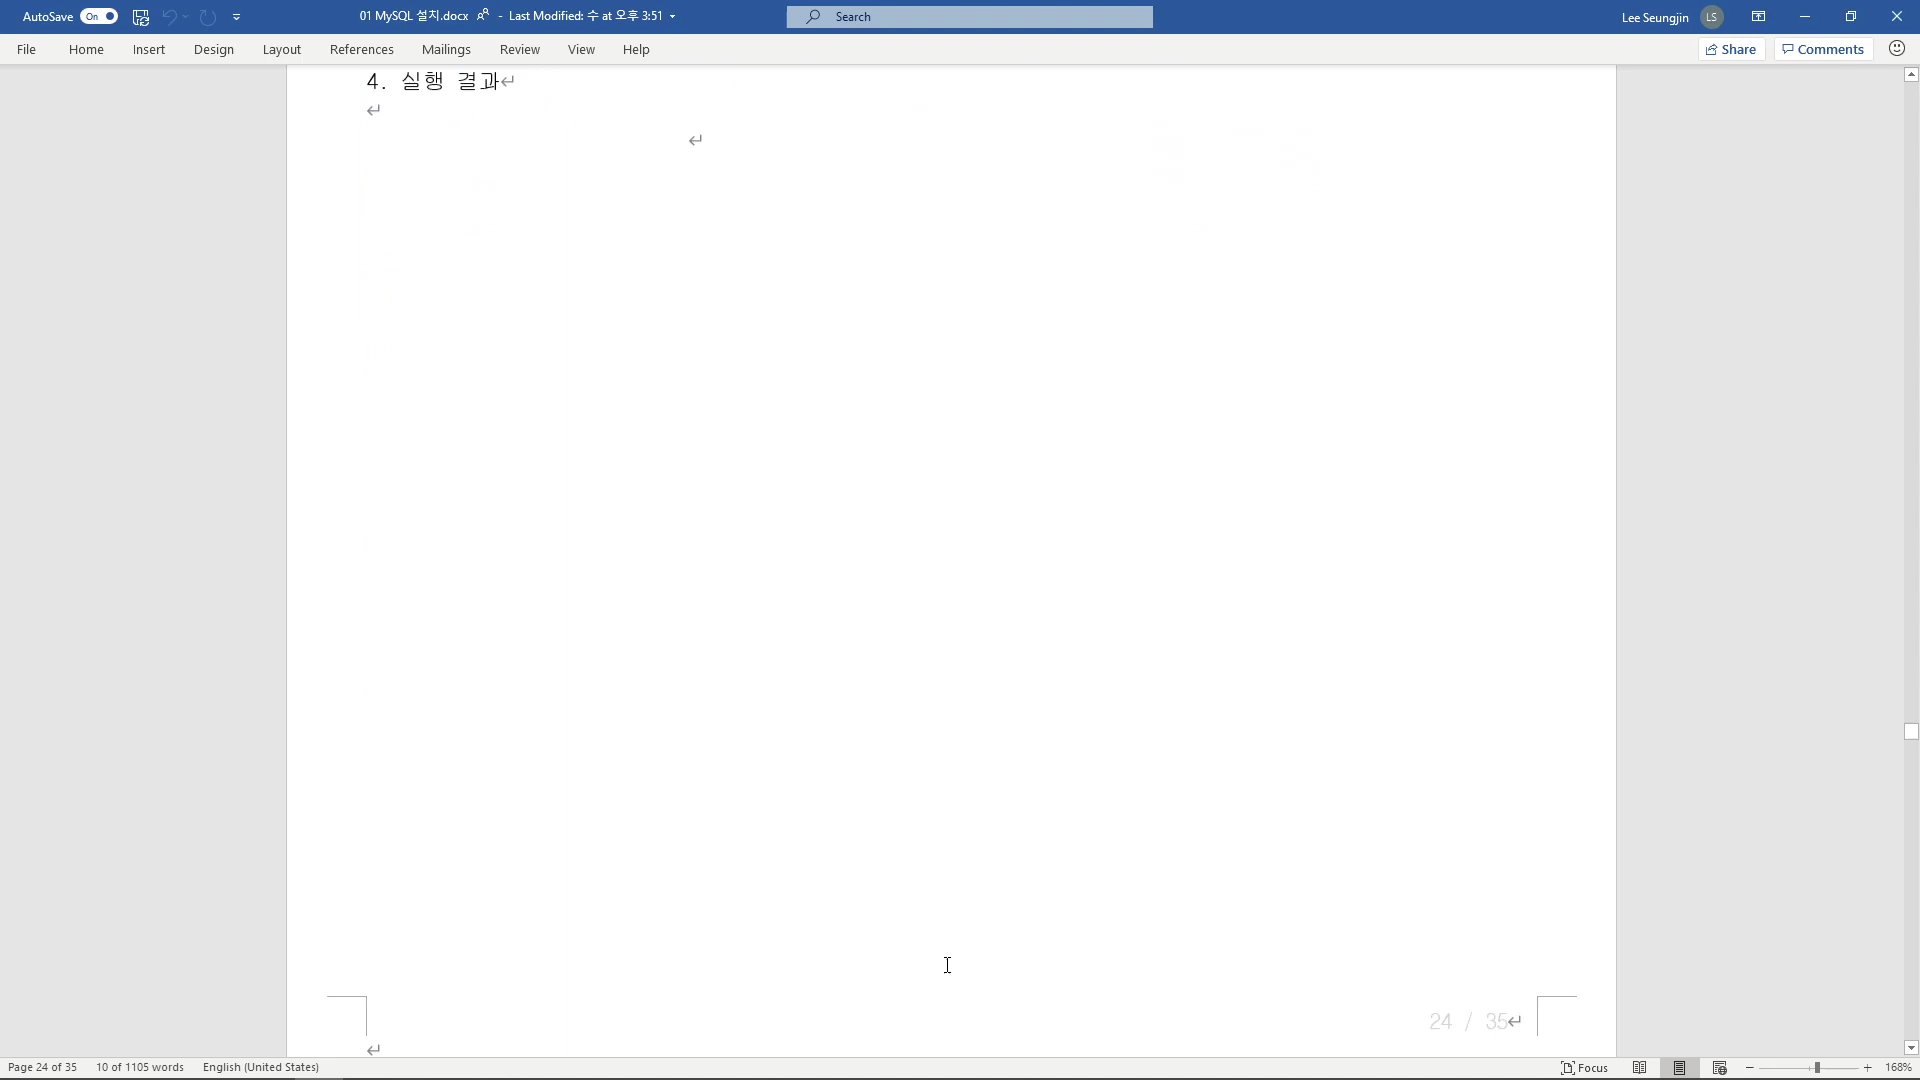 AutoSave On 01 MySQL 설치.docx - Last Modified: 수 at 오후 3:51 Search Lee Seungjin LS
File Home Insert Design Layout References Mailings Review View Help Share Comments
4. 실행 결과
24 / 35
Page 24 of 35 10 of 1105 words English (United States) Focus 168%